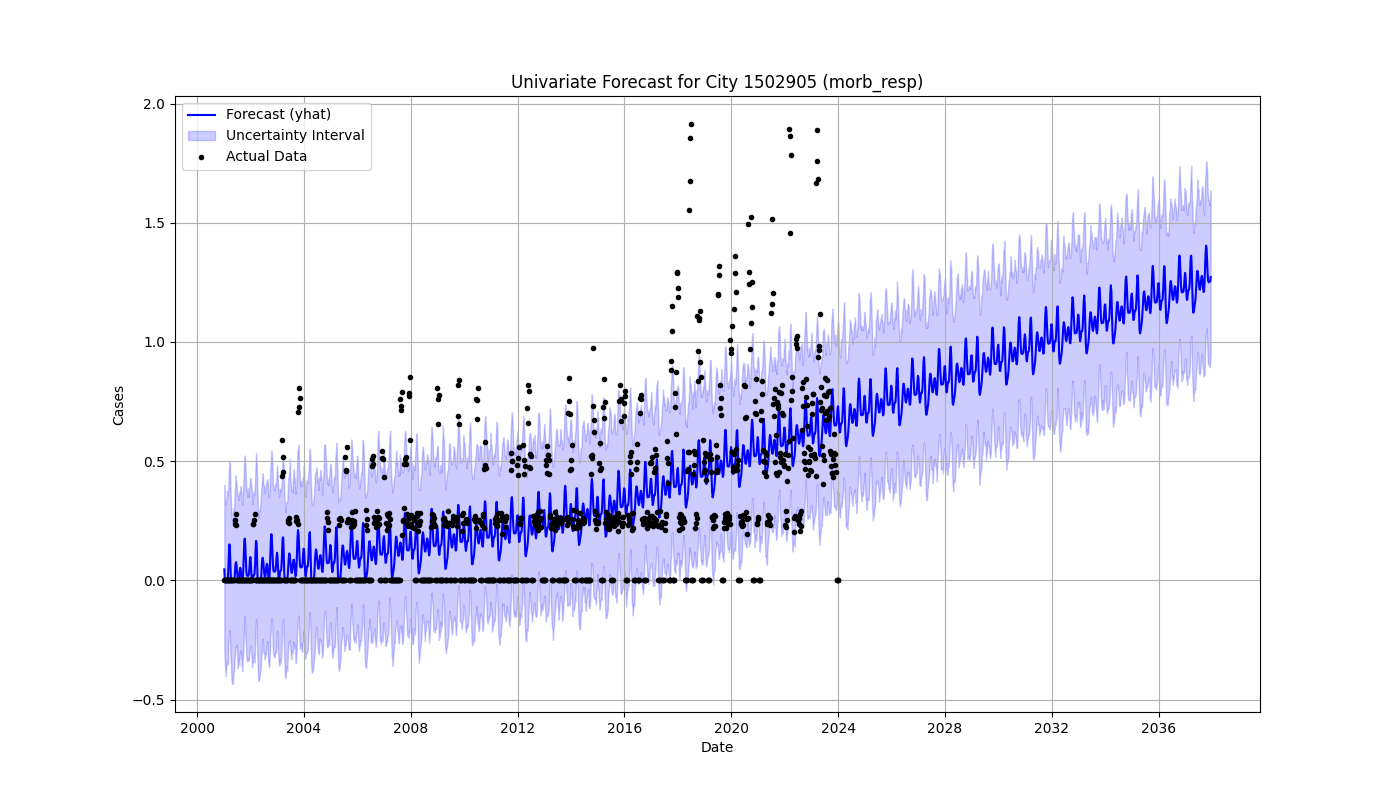 Univariate Forecast for City 1502905 (morb_resp)
Forecast (yhat)
Uncertainty Interval
Actual Data
Cases
2.0
1.5
1.0
0.5
0.0
−0.5
2000 2004 2008 2012 2016 2020 2024 2028 2032 2036
Date